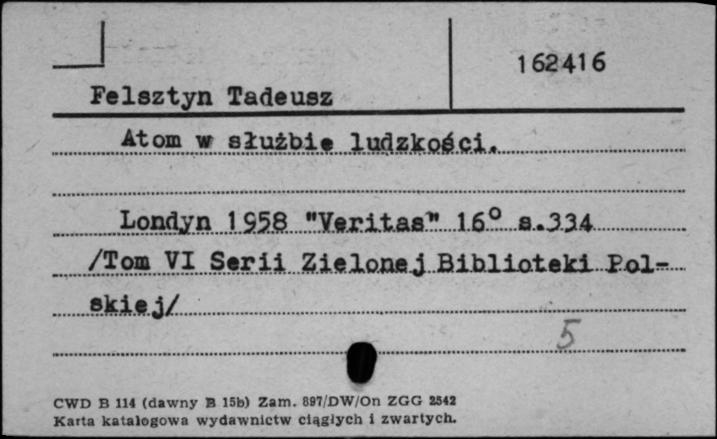 162416
Felsztyn Tadeusz
Atom w służbie ludzkości.
Londyn 1958 "Veritas" 16° s.334
/Tom VI Serii Zielonej Biblioteki Pol-
skiej/
5
CWD B 114 (dawny B 15b) Zam. 897/DW/On ZGG 2542
Karta katalogowa wydawnictw ciągłych i zwartych.